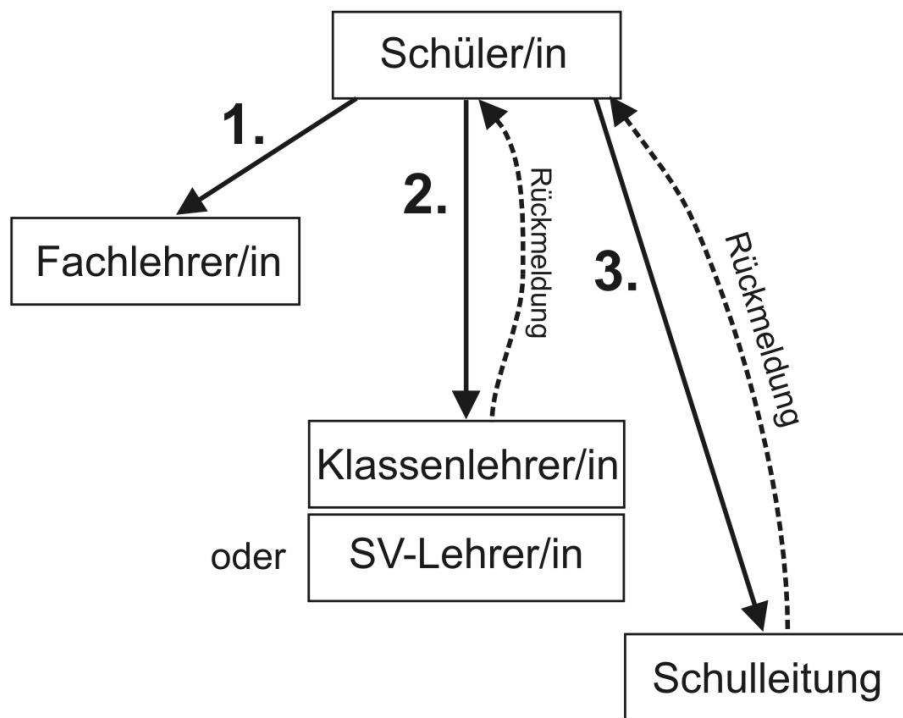 Schüler/in
1.
2.
Rückmeldung
Fachlehrer/in
3.
Rückmeldung
Klassenlehrer/in
oder
SV-Lehrer/in
Schulleitung